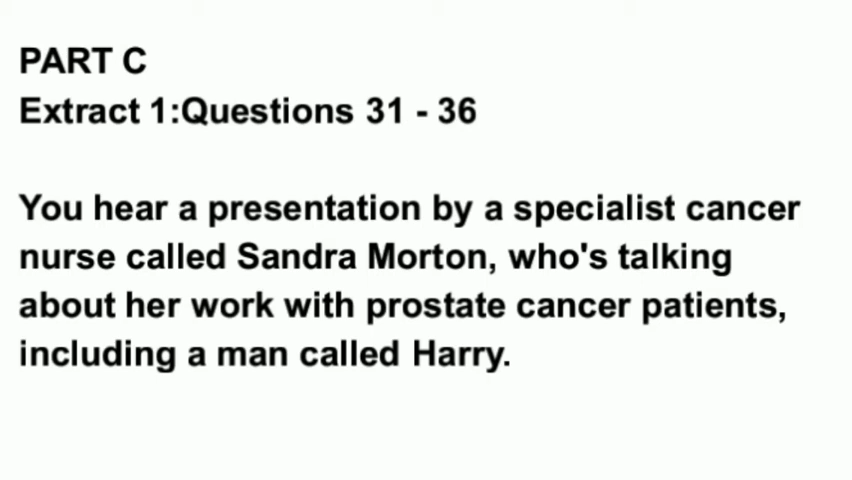 PART C
Extract 1:Questions 31 - 36
You hear a presentation by a specialist cancer
nurse called Sandra Morton, who's talking
about her work with prostate cancer patients,
including a man called Harry.